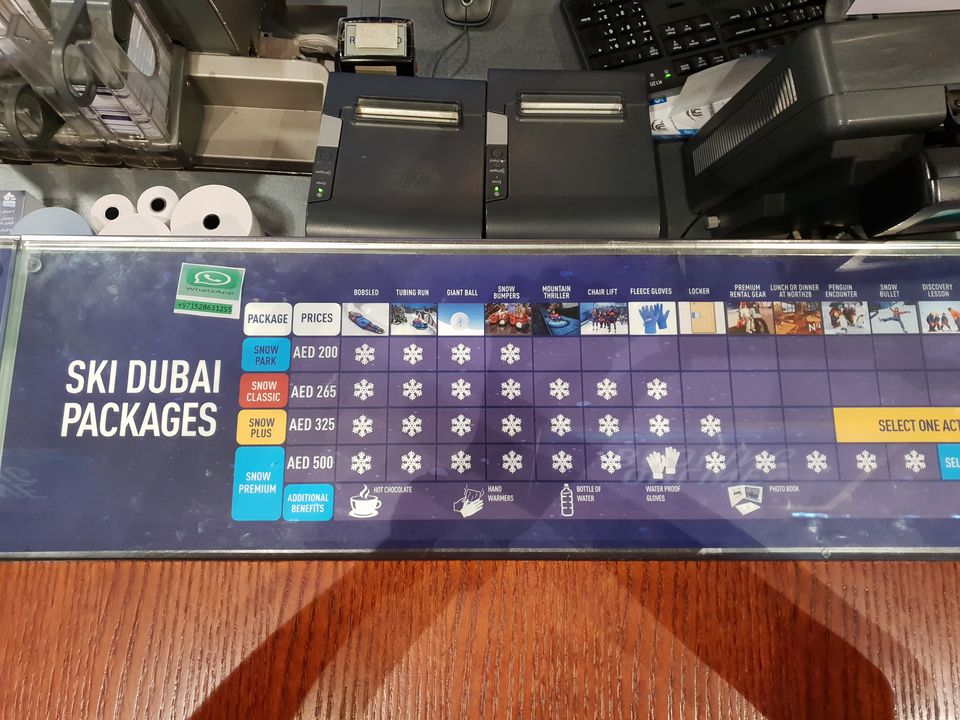 WhatsApp
+971528631255
SKI DUBAI
PACKAGES
PACKAGE
PRICES
BOBSLED
TUBING RUN
GIANT BALL
SNOW
BUMPERS
MOUNTAIN
THRILLER
CHAIR LIFT
FLEECE GLOVES
LOCKER
PREMIUM
RENTAL GEAR
LUNCH OR DINNER
AT NORTH28
PENGUIN
ENCOUNTER
SNOW
BULLET
DISCOVERY
LESSON
SNOW
PARK
AED 200
SNOW
CLASSIC
AED 265
SNOW
PLUS
AED 325
SELECT ONE ACT
SNOW
PREMIUM
AED 500
SEL
ADDITIONAL
BENEFITS
HOT CHOCOLATE
HAND
WARMERS
BOTTLE OF
WATER
WATER PROOF
GLOVES
PHOTO BOOK